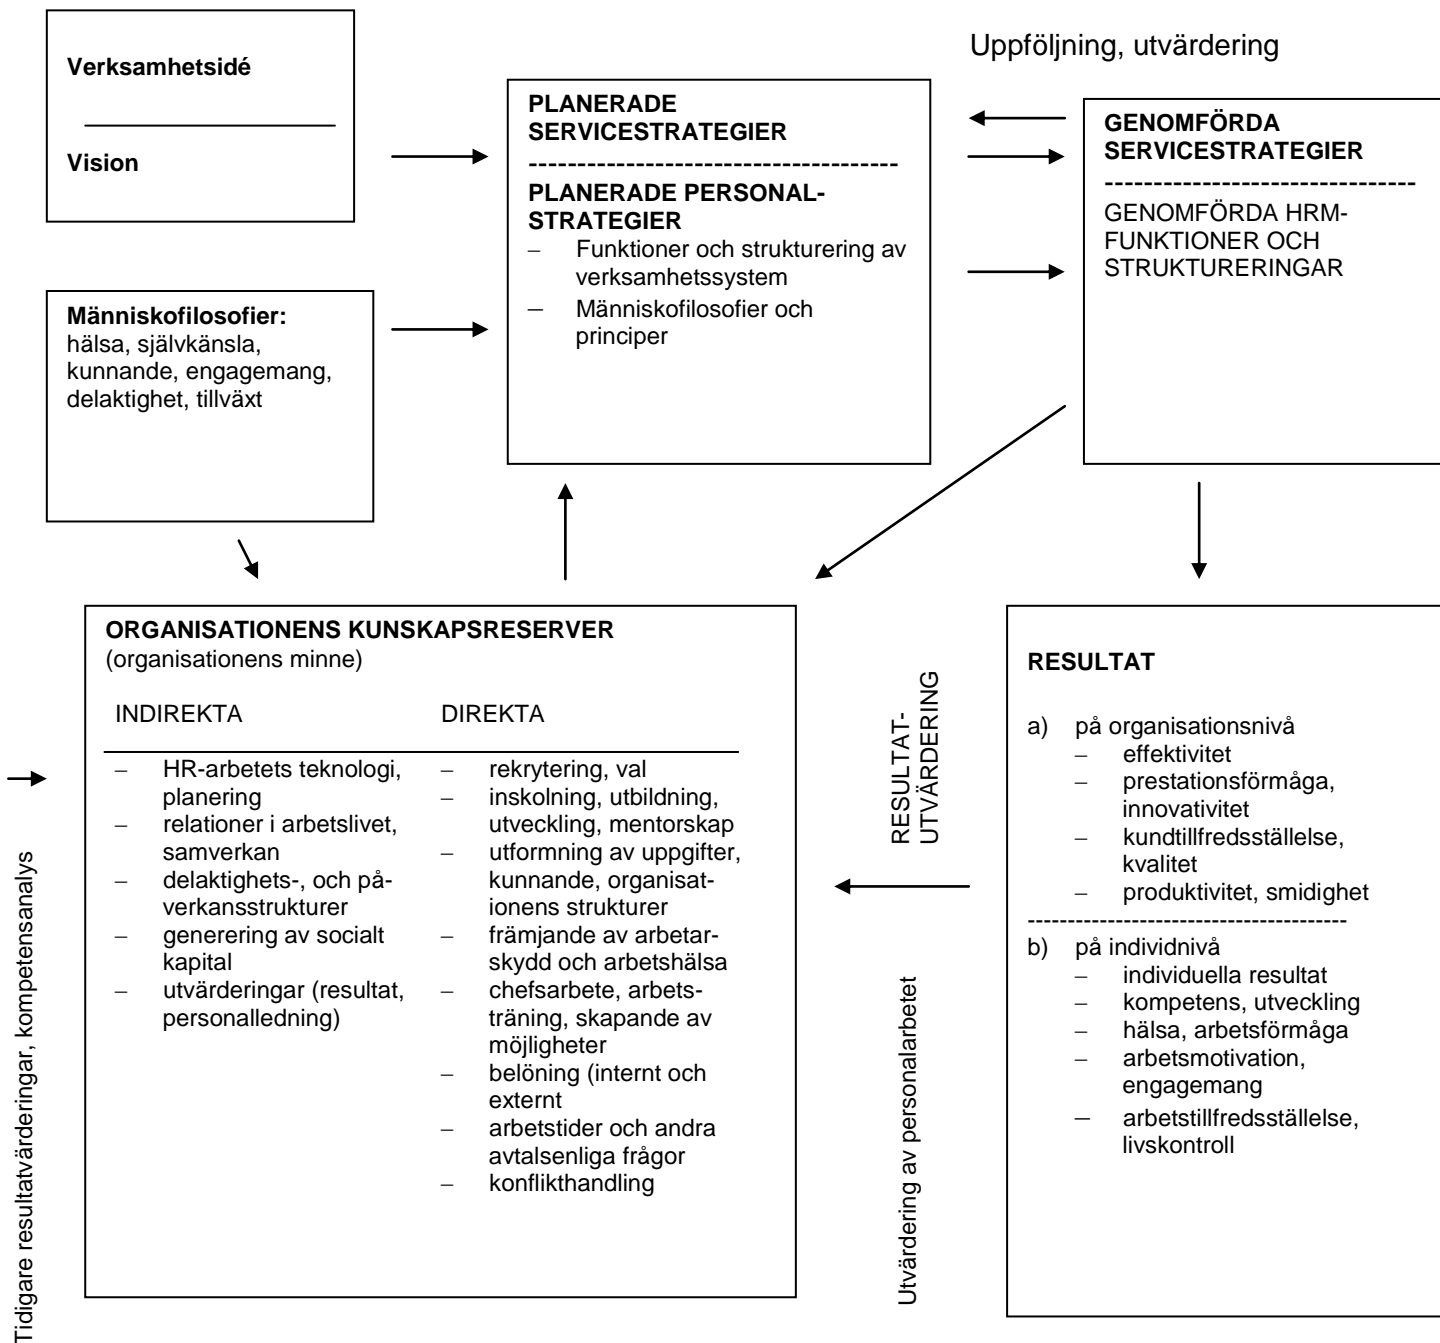 Verksamhetsidé
Vision
Människofilosofier:
hälsa, självkänsla,
kunnande, engagemang,
delaktighet, tillväxt
PLANERADE
SERVICESTRATEGIER
PLANERADE PERSONAL-
STRATEGIER
– Funktioner och strukturering av
verksamhetssystem
– Människofilosofier och
principer
Uppföljning, utvärdering
GENOMFÖRDA
SERVICESTRATEGIER
GENOMFÖRDA HRM-
FUNKTIONER OCH
STRUKTURERINGAR
Tidigare resultatvärderingar, kompetensanalys
ORGANISATIONENS KUNSKAPSRESERVER
(organisationens minne)
INDIREKTA
– HR-arbetets teknologi,
planering
– relationer i arbetslivet,
samverkan
– delaktighets-, och på-
verkansstrukturer
– generering av socialt
kapital
– utvärderingar (resultat,
personalledning)
DIREKTA
– rekrytering, val
– inskolning, utbildning,
utveckling, mentorskap
– utformning av uppgifter,
kunnande, organisat-
ionens strukturer
– främjande av arbetar-
skydd och arbetshälsa
– chefsarbete, arbets-
träning, skapande av
möjligheter
– belöning (internt och
externt
– arbetstider och andra
avtalsenliga frågor
– konflikthandling
RESULTAT-
UTVÄRDERING
Utvärdering av personalarbetet
RESULTAT
a) på organisationsnivå
– effektivitet
– prestationsförmåga,
innovativitet
– kundtillfredsställelse,
kvalitet
– produktivitet, smidighet
b) på individnivå
– individuella resultat
– kompetens, utveckling
– hälsa, arbetsförmåga
– arbetsmotivation,
engagemang
– arbetstillfredsställelse,
livskontroll